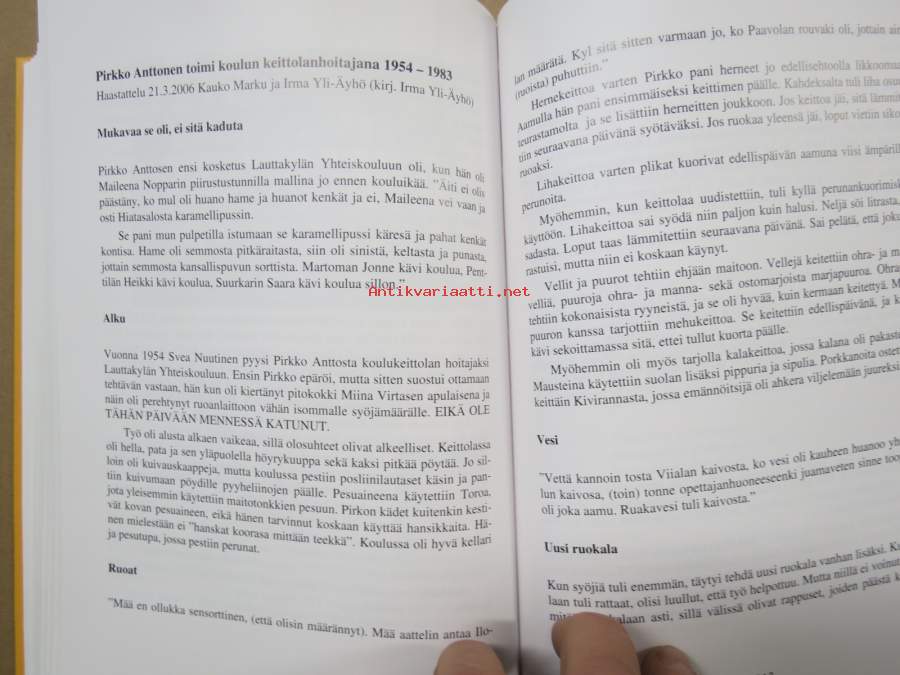 Pirkko Anttonen toimi koulun keittolanhoitajana 1954 – 1983
Haastattelu 21.3.2006 Kauko Marku ja Irma Yli-Äyhö (kirj. Irma Yli-Äyhö)
Mukavaa se oli, ei sitä kaduta
Pirkko Anttosen ensi kosketus Lauttakylän Yhteiskouluun oli, kun hän oli
Maileena Nopparin piirustustunnilla mallina jo ennen kouluikää. "Äiti ei olis
päästäny, ko mul oli huano hame ja huanot kenkät ja ei, Maileena vei vaan ja
osti Hiatasalosta karamellipussin.
Se pani mun pulpetilla istumaan se karamellipussi käresä ja pahat kenkät
kontisa. Hame oli semmosta pitkäraitasta, siin oli sinistä, keltasta ja punasta,
jottain semmosta kansallispuvun sorttista. Martoman Jonne kävi koulua, Pent-
tilän Heikki kävi koulua, Suurkarin Saara kävi koulua sillon."
Antikvariaatti.net
Alku
Vuonna 1954 Svea Nuutinen pyysi Pirkko Anttosta koulukeittolan hoitajaksi
Lauttakylän Yhteiskouluun. Ensin Pirkko epäröi, mutta sitten suostui ottamaan
tehtävän vastaan, hän kun oli kiertänyt pitokokki Miina Virtasen apulaisena ja
näin oli perehtynyt ruoanlaittoon vähän isommalle syöjämäärälle. EIKÄ OLE
TÄHÄN PÄIVÄÄN MENNESSÄ KATUNUT.
Työ oli alusta alkaen vaikeaa, sillä olosuhteet olivat alkeelliset. Keittolassa
oli hella, pata ja sen yläpuolella höyrykuuppa sekä kaksi pitkää pöytää. Jo sil-
loin oli kuivauskaappeja, mutta koulussa pestiin posliinilautaset käsin ja pan-
tiin kuivumaan pöydille pyyheliinojen päälle. Pesuaineena käytettiin Toroa,
jota yleisemmin käytettiin maitotonkkien pesuun. Pirkon kädet kuitenkin kesti-
vät kovan pesuaineen, eikä hänen tarvinnut koskaan käyttää hansikkaita. Hä-
nen mielestään ei "hanskat koorasa mittään teekkä". Koulussa oli hyvä kellari
ja pesutupa, jossa pestiin perunat.
Ruoat
"Mää en ollukka sensorttinen, (että olisin määrännyt). Mää aattelin antaa Ilo-
lan määrätä. Kyl sitä sitten varmaan jo, ko Paavolan rouvaki oli, jottain
(ruoista) puhuttiin."
Hernekeittoa varten Pirkko pani herneet jo edellisehtoolla likkoomaa
Aamulla hän pani ensimmäiseksi keittimen päälle. Kahdeksalta tuli liha
seurastamolta ja se lisättiin herneitten joukkoon. Jos keittoa jäi, sitä
tiin seuraavana päivänä syötäväksi. Jos ruokaa yleensä jäi, loput vietiin
ruoaksi.
Lihakeittoa varten plikat kuorivat edellispäivän aamuna viisi
perunoita.
Myöhemmin, kun keittolaa uudistettiin, tuli kyllä
käyttöön. Lihakeittoa sai syödä niin paljon kuin halusi. Neljä söi litrasta,
sadasta. Loput taas lämmitettiin seuraavana päivänä. Sai pelätä, että
rastuisi, mutta niin ei koskaan käynyt.
Vellit ja puurot tehtiin ehjään maitoon. Vellejä keitettiin ohra- ja
velliä, puuroja ohra- ja manna- sekä ostomarjoista marjapuuroa.
tehtiin kokonaisista ryyneistä, ja se oli hyvää, kuin kermaan keitettyä.
puuron kanssa tarjottiin mehukeittoa. Se keitettiin edellispäivänä, ja
kävi sekoittamassa sitä, ettei tullut kuorta päälle.
Myöhemmin oli myös tarjolla kalakeittoa, jossa kalana oli
Mausteina käytettiin suolan lisäksi pippuria ja sipulia. Porkkanoita
keittäin Kivirannasta, jossa emännöitsijä oli ahkera viljelemään
Vesi
"Vettä kannoin tosta Viialan kaivosta, ko vesi oli kauheen huanoo
lun kaivosa, (toin) tonne opettajanhuoneeseenki juamaveten sinne
oli joka aamu. Ruakavesi tuli kaivosta."
Uusi ruokala
Kun syöjiä tuli enemmän, täytyi tehdä uusi ruokala vanhan lisäksi.
laan tuli rattaat, olisi luullut, että työ helpottuu. Mutta niillä ei voinut
asti, sillä välissä olivat rappuset, joiden päästä